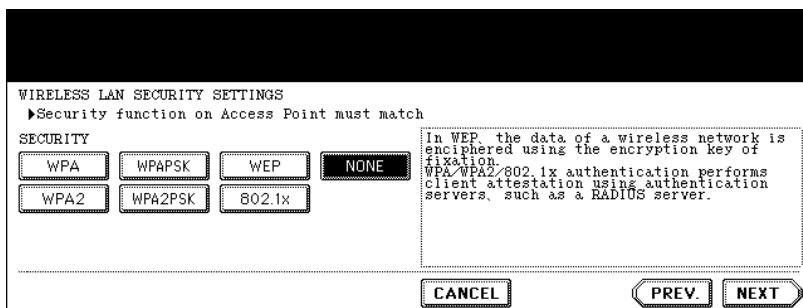 WIRELESS LAN SECURITY SETTINGS
▶Security function on Access Point must match
SECURITY
WPA WPAPSK WEP NONE
WPA2 WPA2PSK 802.1x
In WEP, the data of a wireless network is
enciphered using the encryption key of
fixation.
WPA/WPA2/802.1x authentication performs
client attestation using authentication
servers, such as a RADIUS server.
CANCEL PREV. NEXT